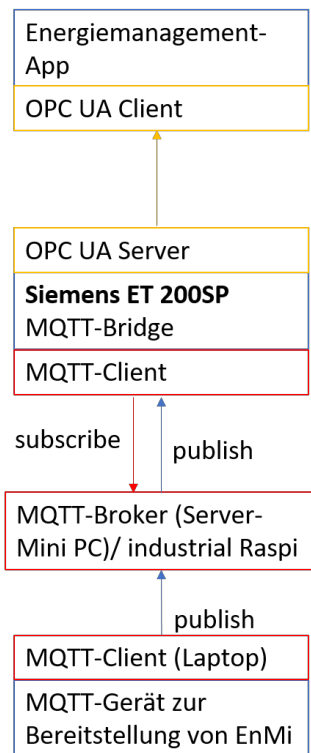 Energiemanagement-
App
OPC UA Client
OPC UA Server
Siemens ET 200SP
MQTT-Bridge
MQTT-Client
subscribe
publish
MQTT-Broker (Server-
Mini PC)/ industrial Raspi
publish
MQTT-Client (Laptop)
MQTT-Gerät zur
Bereitstellung von EnMi